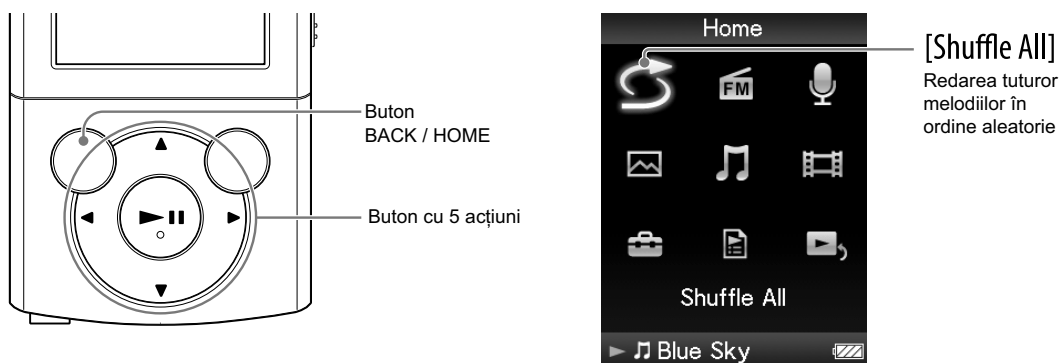 Buton
BACK / HOME
Buton cu 5 acțiuni
Home
FM
Shuffle All
Blue Sky
[Shuffle All]
Redarea tuturor
melodiilor în
ordine aleatorie